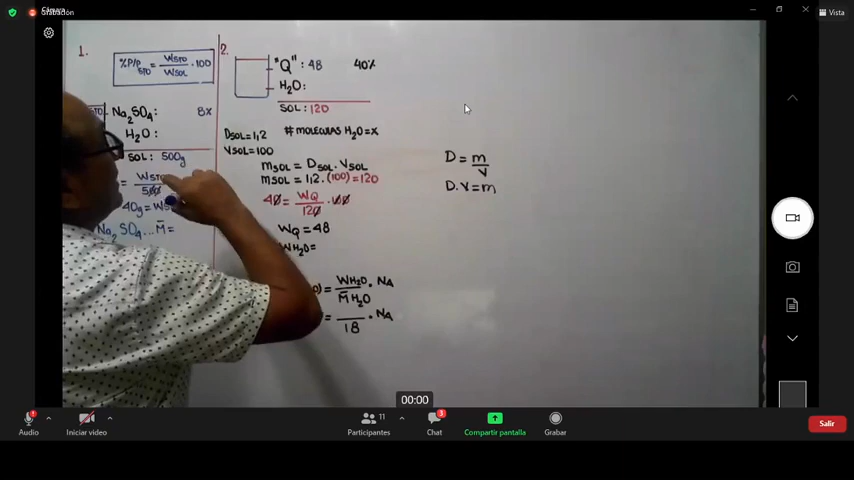 Cámara
Grabación
Vista
1.
%P/P STO = WSTO / WSOL · 100
Na2SO4: 8%
H2O:
SOL: 500g
= WSTO / 500
40g = WS
Na2SO4... M̄ =
2.
"Q": 48 40%
H2O:
SOL: 120
DSOL=1,2 # MOLECULAS H2O=X
VSOL=100
mSOL = DSOL . VSOL
mSOL = 1,2 . (100) = 120
40 = WQ / 120 . 100
WQ = 48
WH2O =
= WH2O / M̄ H2O · NA
= / 18 · NA
D = m / V
D.V=m
00:00
11
3
Audio
Iniciar video
Participantes
Chat
Compartir pantalla
Grabar
Salir